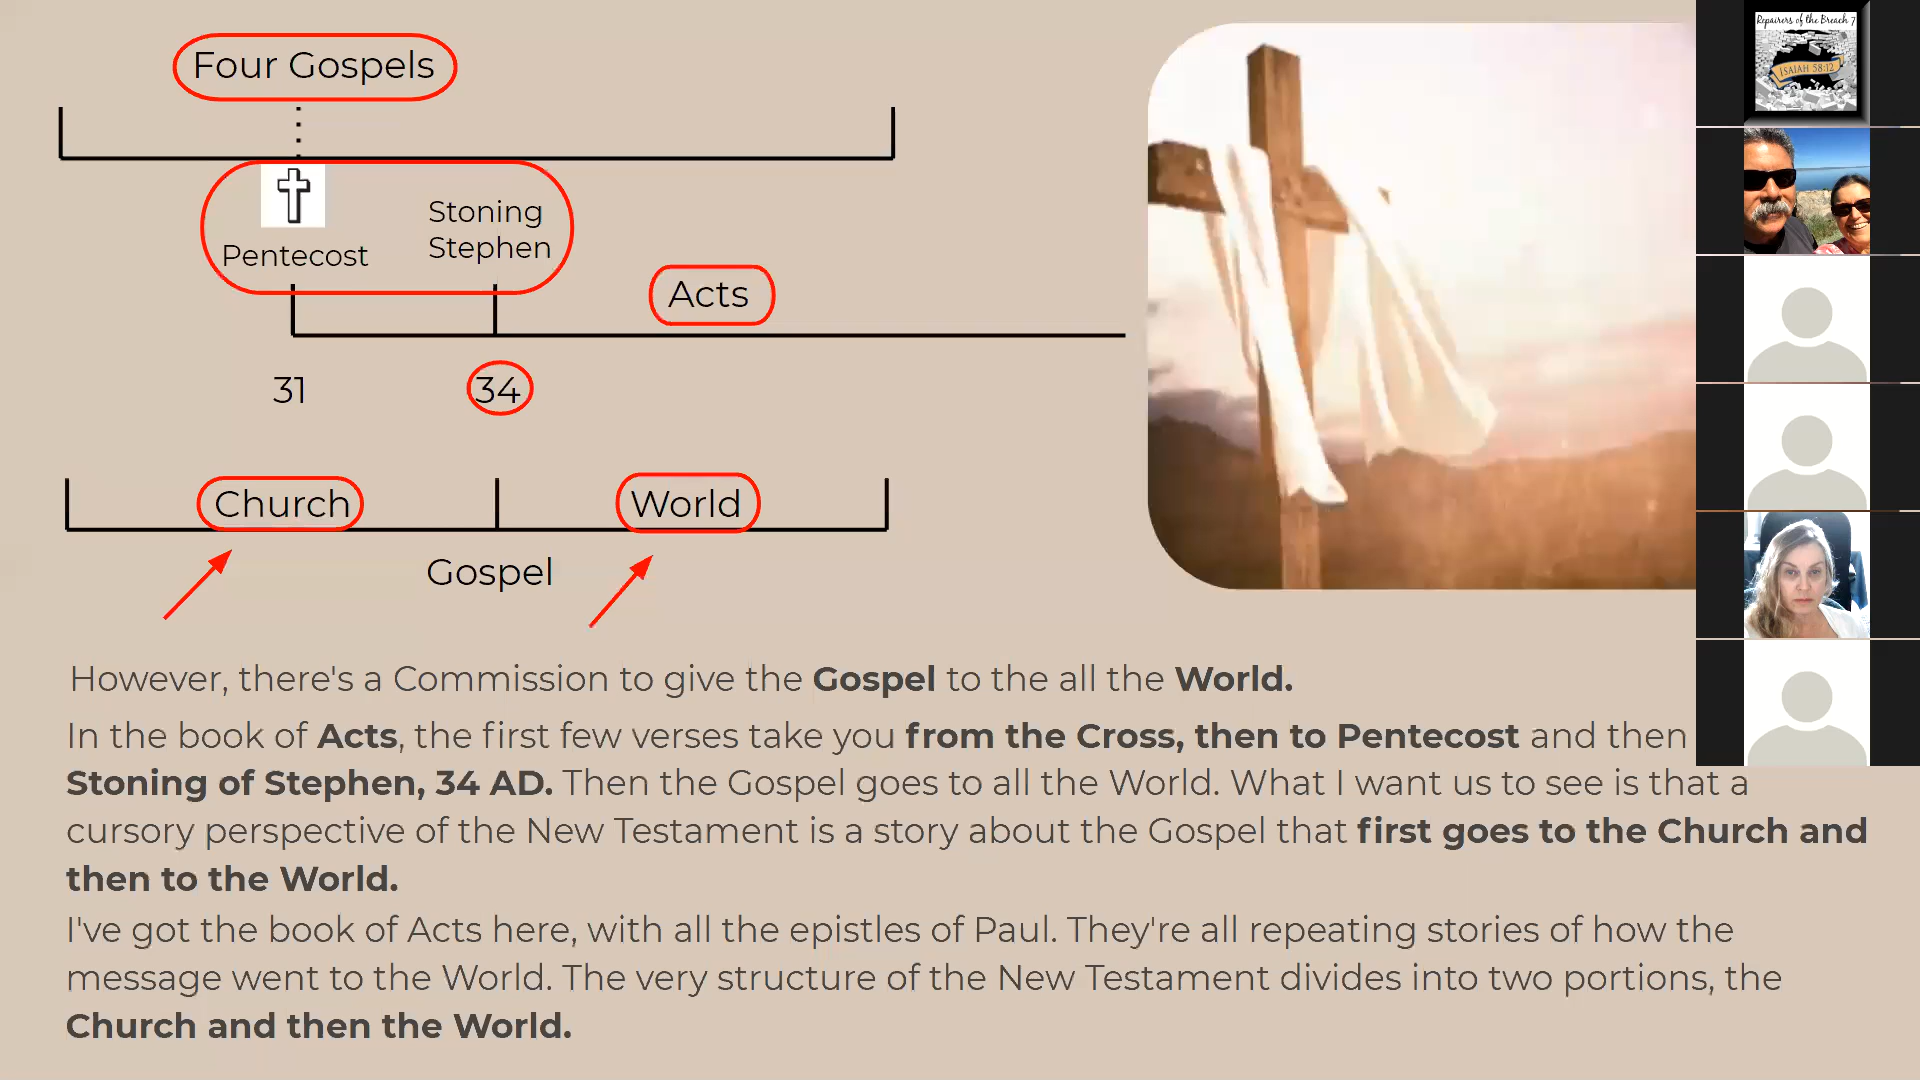 Four Gospels
Pentecost
Stoning
Stephen
Acts
31
34
Church
World
Gospel
However, there's a Commission to give the Gospel to the all the World.
In the book of Acts, the first few verses take you from the Cross, then to Pentecost and then
Stoning of Stephen, 34 AD. Then the Gospel goes to all the World. What I want us to see is that a
cursory perspective of the New Testament is a story about the Gospel that first goes to the Church and
then to the World.
I've got the book of Acts here, with all the epistles of Paul. They're all repeating stories of how the
message went to the World. The very structure of the New Testament divides into two portions, the
Church and then the World.
Repairers of the Breach 7
ISAIAH 58:12